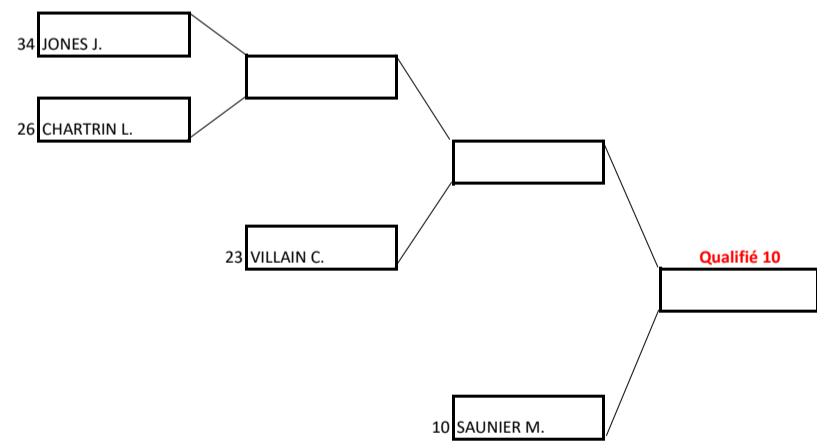 34 JONES J.
26 CHARTRIN L.
23 VILLAIN C.
Qualifié 10
10 SAUNIER M.